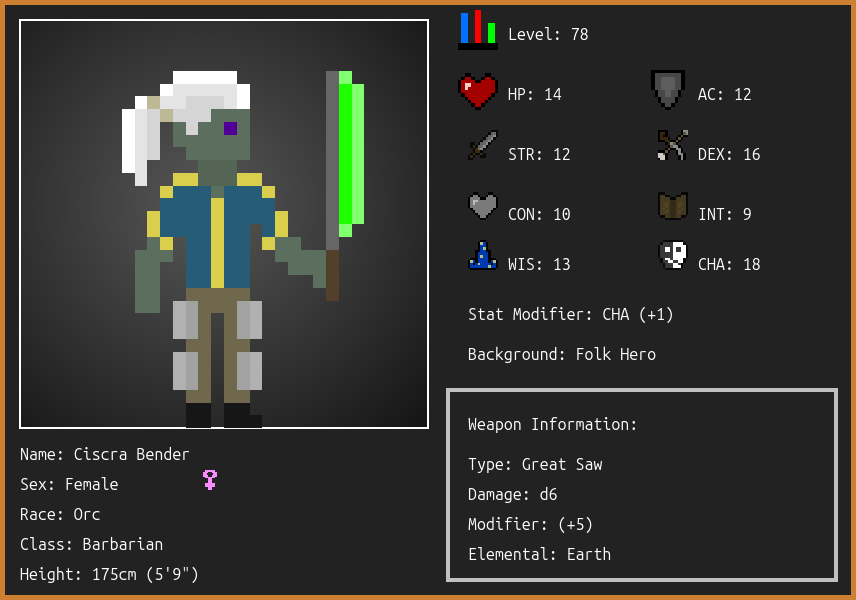 Level: 78
HP: 14
AC: 12
STR: 12
DEX: 16
CON: 10
INT: 9
WIS: 13
CHA: 18
Stat Modifier: CHA (+1)
Background: Folk Hero
Weapon Information:
Type: Great Saw
Damage: d6
Modifier: (+5)
Elemental: Earth
Name: Ciscra Bender
Sex: Female
Race: Orc
Class: Barbarian
Height: 175cm (5'9")